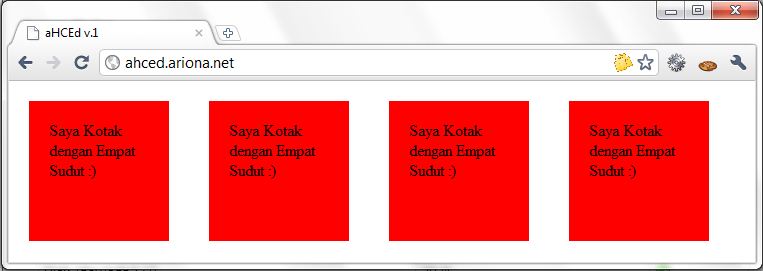 aHCEd v.1
ahced.ariona.net
Saya Kotak
dengan Empat
Sudut :)
Saya Kotak
dengan Empat
Sudut :)
Saya Kotak
dengan Empat
Sudut :)
Saya Kotak
dengan Empat
Sudut :)